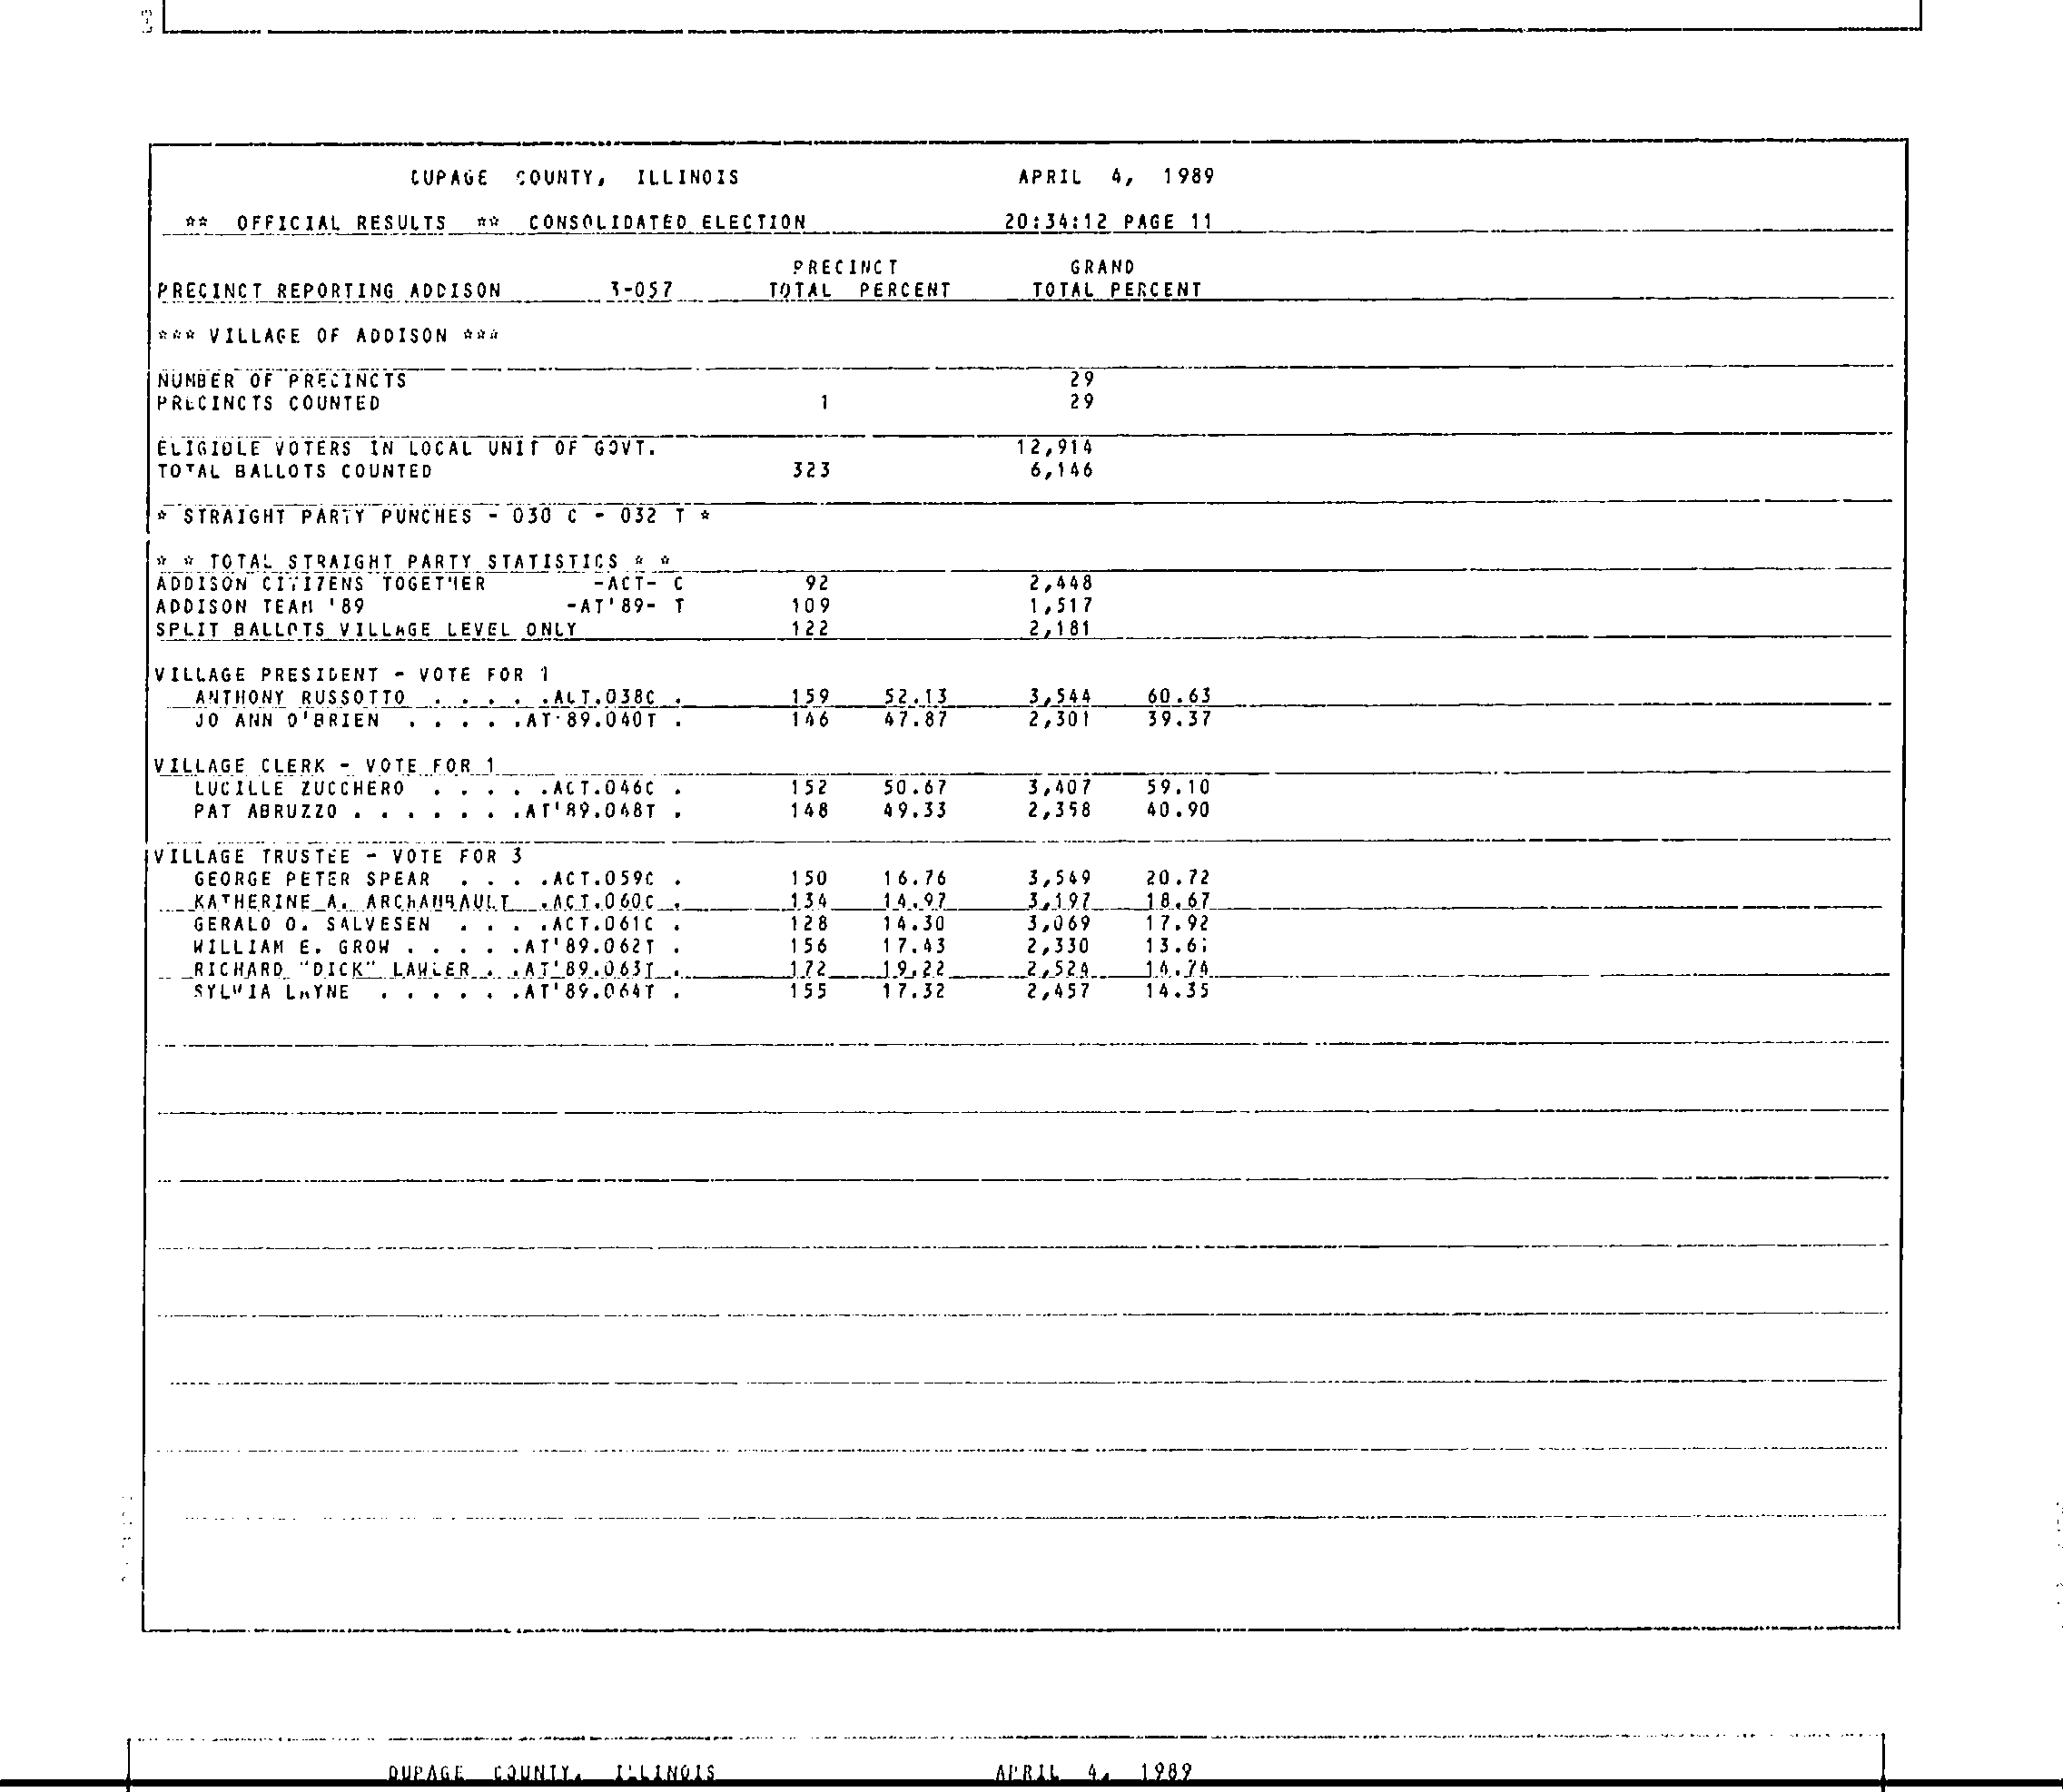 DUPAGE COUNTY, ILLINOIS APRIL 4, 1989
** OFFICIAL RESULTS ** CONSOLIDATED ELECTION 20:34:12 PAGE 11
PRECINCT GRAND
PRECINCT REPORTING ADDISON 3-057 TOTAL PERCENT TOTAL PERCENT
*** VILLAGE OF ADDISON ***
NUMBER OF PRECINCTS 29
PRECINCTS COUNTED 1 29
ELIGIBLE VOTERS IN LOCAL UNIT OF GOVT. 12,914
TOTAL BALLOTS COUNTED 323 6,146
* STRAIGHT PARTY PUNCHES - 030 C - 032 T *
* * TOTAL STRAIGHT PARTY STATISTICS * *
ADDISON CITIZENS TOGETHER -ACT- C 92 2,448
ADDISON TEAM '89 -AT'89- T 109 1,517
SPLIT BALLOTS VILLAGE LEVEL ONLY 122 2,181
VILLAGE PRESIDENT - VOTE FOR 1
ANTHONY RUSSOTTO . . . . .ACT.038C . 159 52.13 3,544 60.63
JO ANN O'BRIEN . . . . .AT'89.040T . 146 47.87 2,301 39.37
VILLAGE CLERK - VOTE FOR 1
LUCILLE ZUCCHERO . . . . .ACT.046C . 152 50.67 3,407 59.10
PAT ABRUZZO . . . . . . .AT'89.048T . 148 49.33 2,358 40.90
VILLAGE TRUSTEE - VOTE FOR 3
GEORGE PETER SPEAR . . . .ACT.059C . 150 16.76 3,549 20.72
KATHERINE A. ARCHAMBAULT .ACT.060C . 134 14.97 3,197 18.67
GERALD O. SALVESEN . . . .ACT.061C . 128 14.30 3,069 17.92
WILLIAM E. GROW . . . . .AT'89.062T . 156 17.43 2,330
RICHARD "DICK" LAWLER . .AT'89.063T . 172 19.22 2,524 14.74
SYLVIA LAYNE . . . . . .AT'89.064T . 155 17.32 2,457 14.35
DUPAGE COUNTY, ILLINOIS APRIL 4, 1989